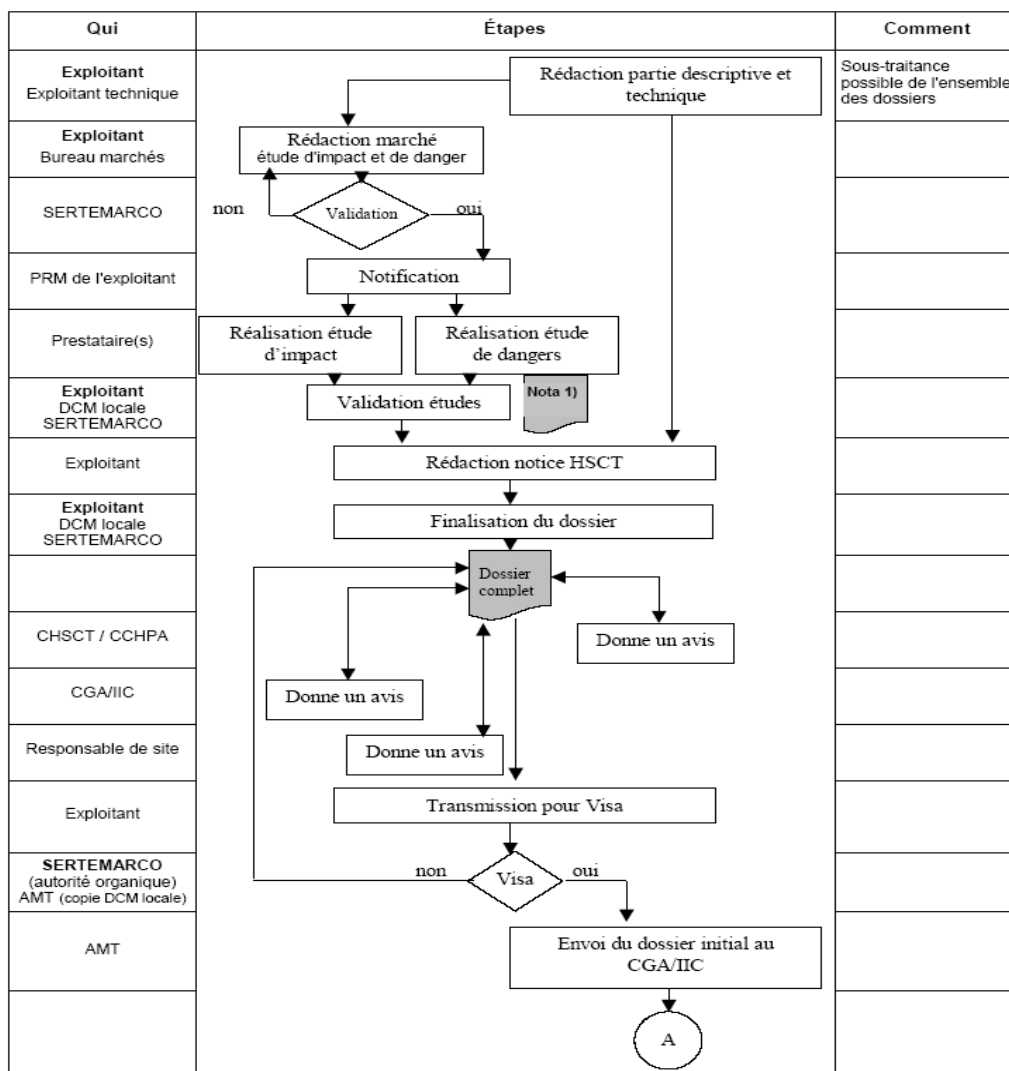 Qui
Étapes
Comment
Exploitant
Exploitant technique
Rédaction partie descriptive et
technique
Sous-traitance
possible de l'ensemble
des dossiers
Exploitant
Bureau marchés
Rédaction marché
étude d'impact et de danger
SERTEMARCO
non
Validation
oui
PRM de l'exploitant
Notification
Prestataire(s)
Réalisation étude
d'impact
Réalisation étude
de dangers
Exploitant
DCM locale
SERTEMARCO
Validation études
Nota 1)
Exploitant
Rédaction notice HSCT
Exploitant
DCM locale
SERTEMARCO
Finalisation du dossier
Dossier
complet
CHSCT / CCHPA
Donne un avis
CGA/IIC
Donne un avis
Responsable de site
Donne un avis
Exploitant
Transmission pour Visa
SERTEMARCO
(autorité organique)
AMT (copie DCM locale)
non
Visa
oui
AMT
Envoi du dossier initial au
CGA/IIC
A